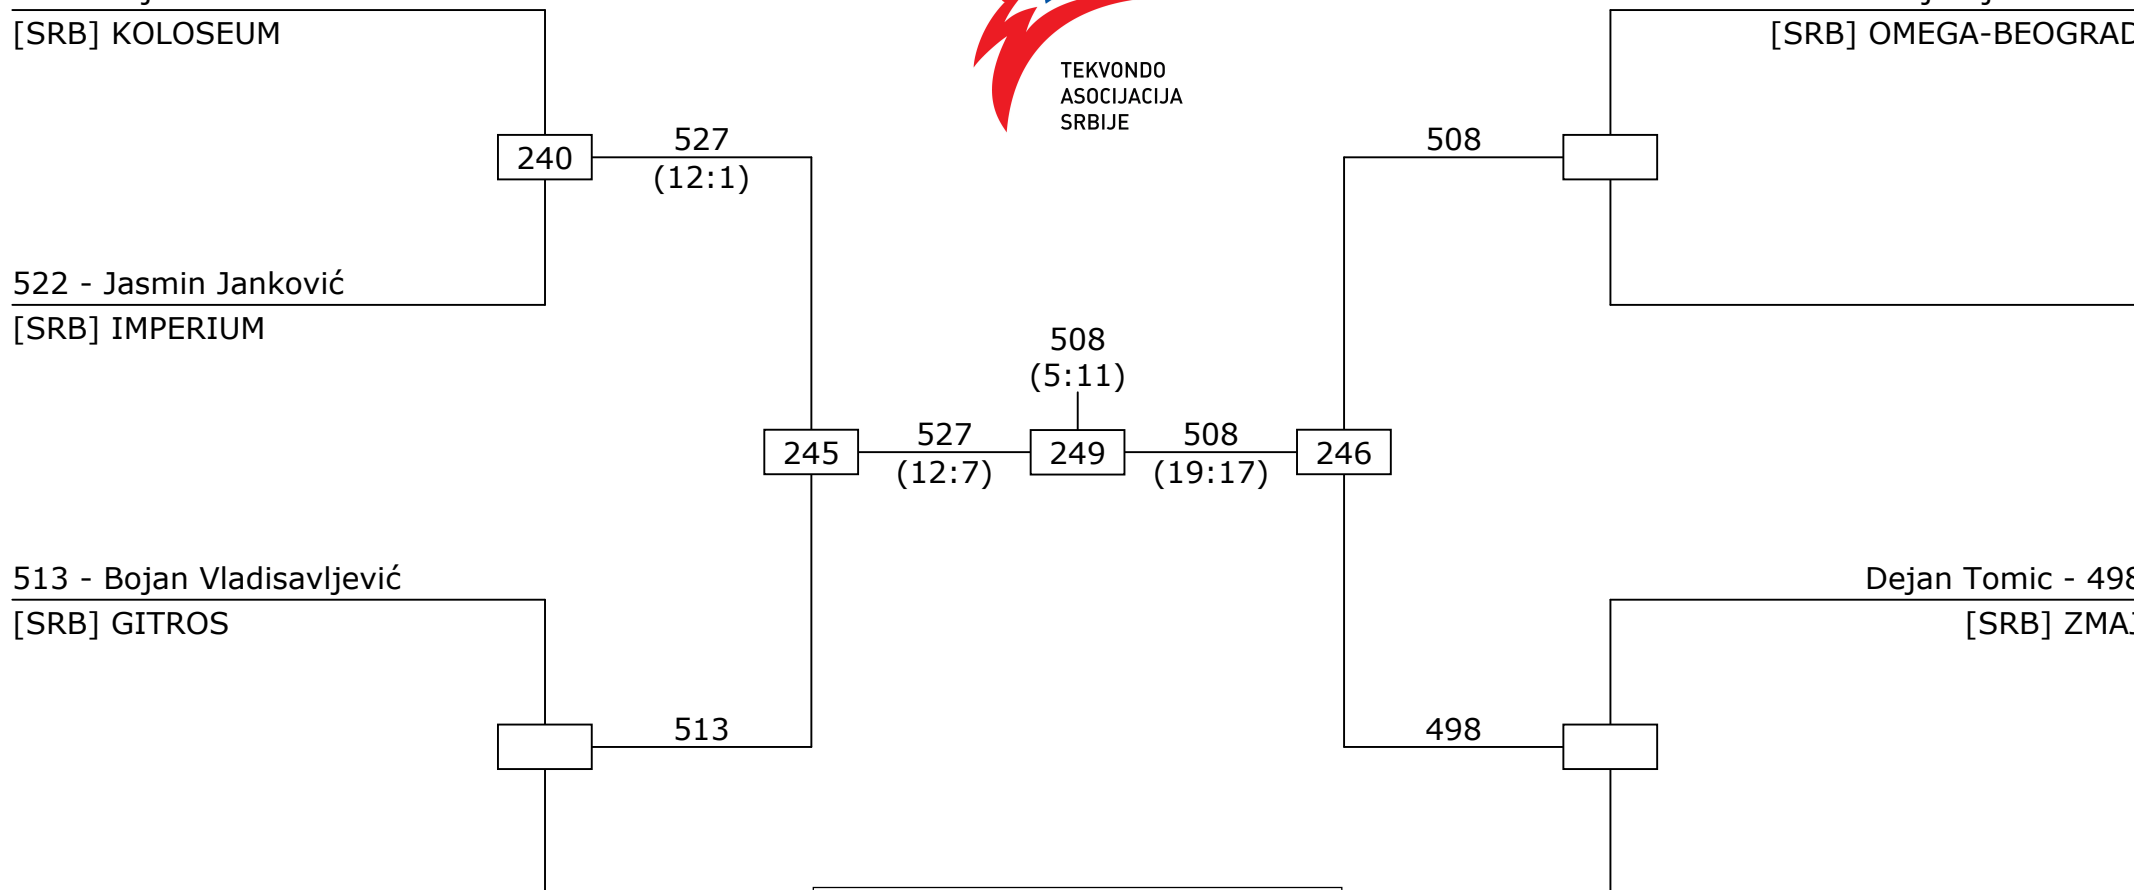 [SRB] KOLOSEUM
[SRB] OMEGA-BEOGRAD
TEKVONDO
ASOCIJACIJA
SRBIJE
240
527
(12:1)
508
522 - Jasmin Janković
[SRB] IMPERIUM
508
(5:11)
245
527
(12:7)
249
508
(19:17)
246
513 - Bojan Vladisavljević
[SRB] GITROS
Dejan Tomic - 498
[SRB] ZMAJ
513
498